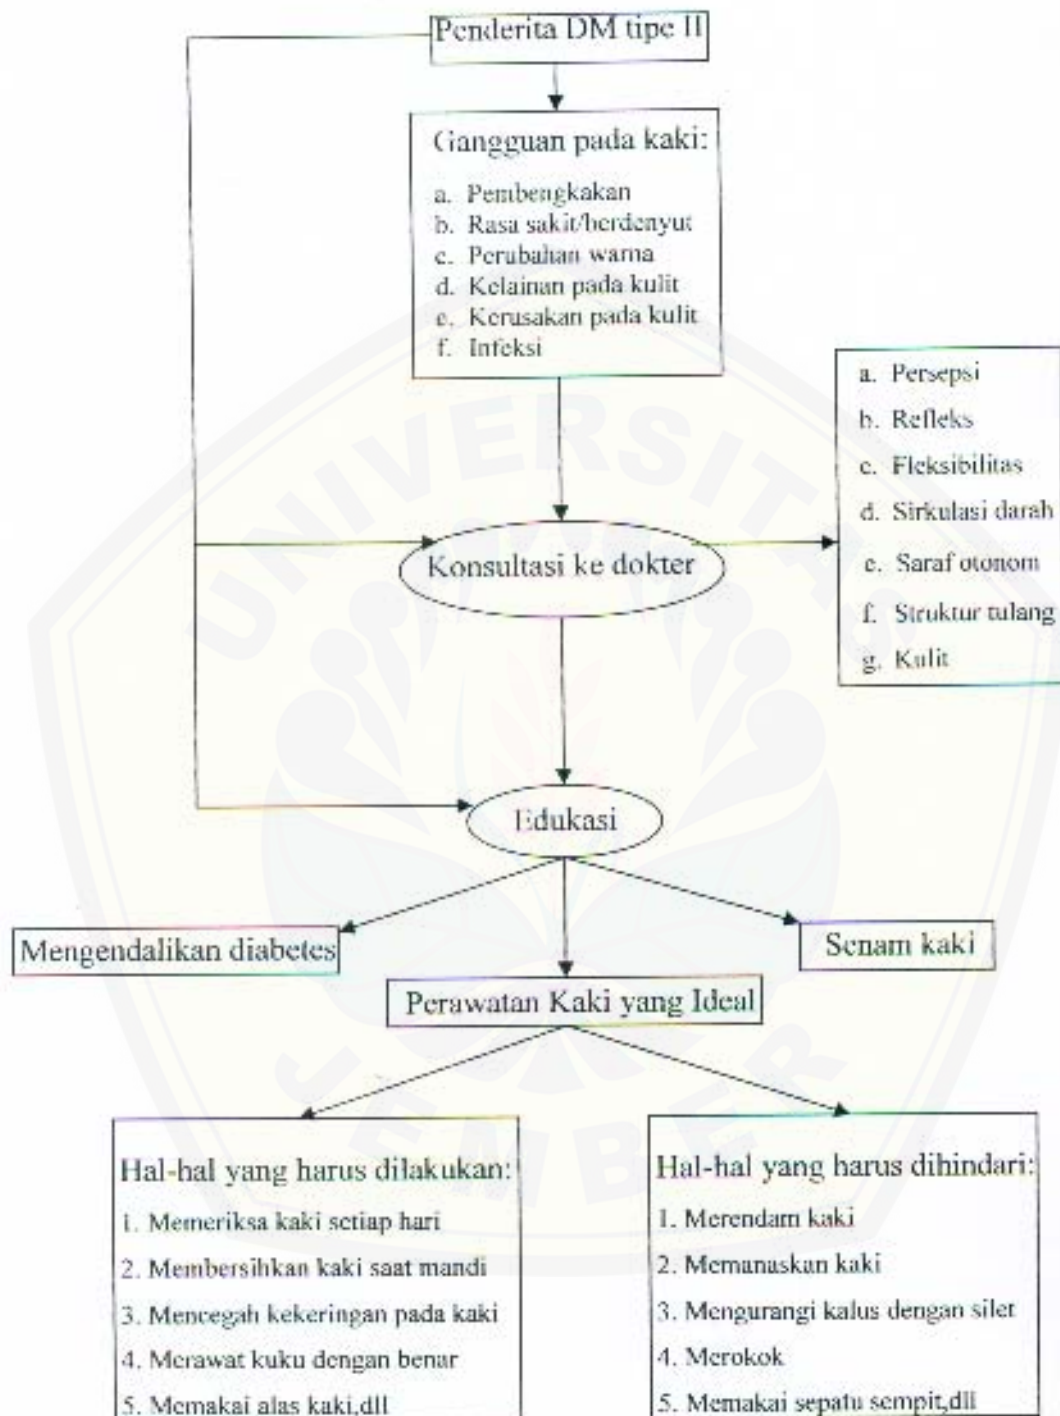 Penderita DM tipe II
Gangguan pada kaki:
a. Pembengkakan
b. Rasa sakit/berdenyut
c. Perubahan warna
d. Kelainan pada kulit
e. Kerusakan pada kulit
f. Infeksi
a. Persepsi
b. Refleks
c. Fleksibilitas
d. Sirkulasi darah
e. Saraf otonom
f. Struktur tulang
g. Kulit
Konsultasi ke dokter
Edukasi
Mengendalikan diabetes
Senam kaki
Perawatan Kaki yang Ideal
Hal-hal yang harus dilakukan:
1. Memeriksa kaki setiap hari
2. Membersihkan kaki saat mandi
3. Mencegah kekeringan pada kaki
4. Merawat kuku dengan benar
5. Memakai alas kaki,dll
Hal-hal yang harus dihindari:
1. Merendam kaki
2. Memanaskan kaki
3. Mengurangi kalus dengan silet
4. Merokok
5. Memakai sepatu sempit,dll
UNIVERSITAS
JEMBER